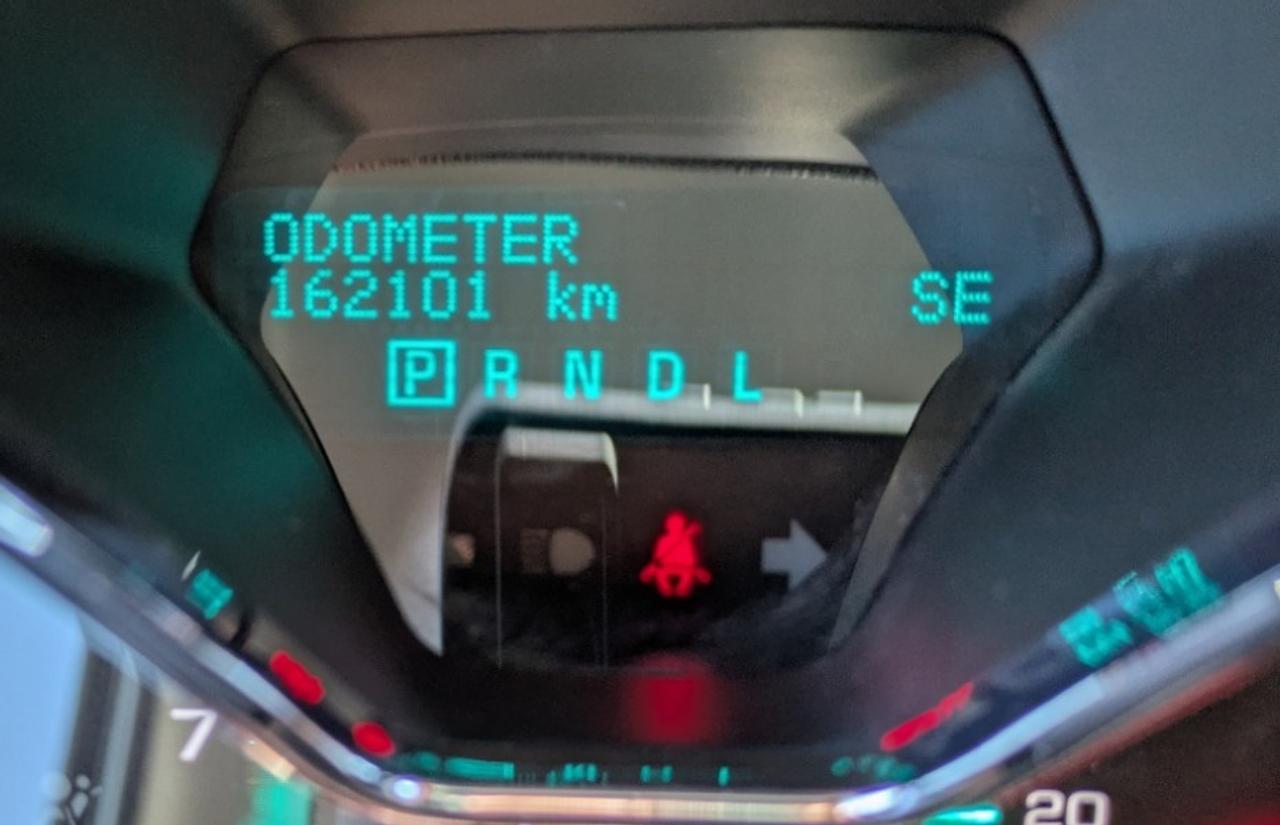 ODOMETER
162101 km
SE
P R N D L
7
20